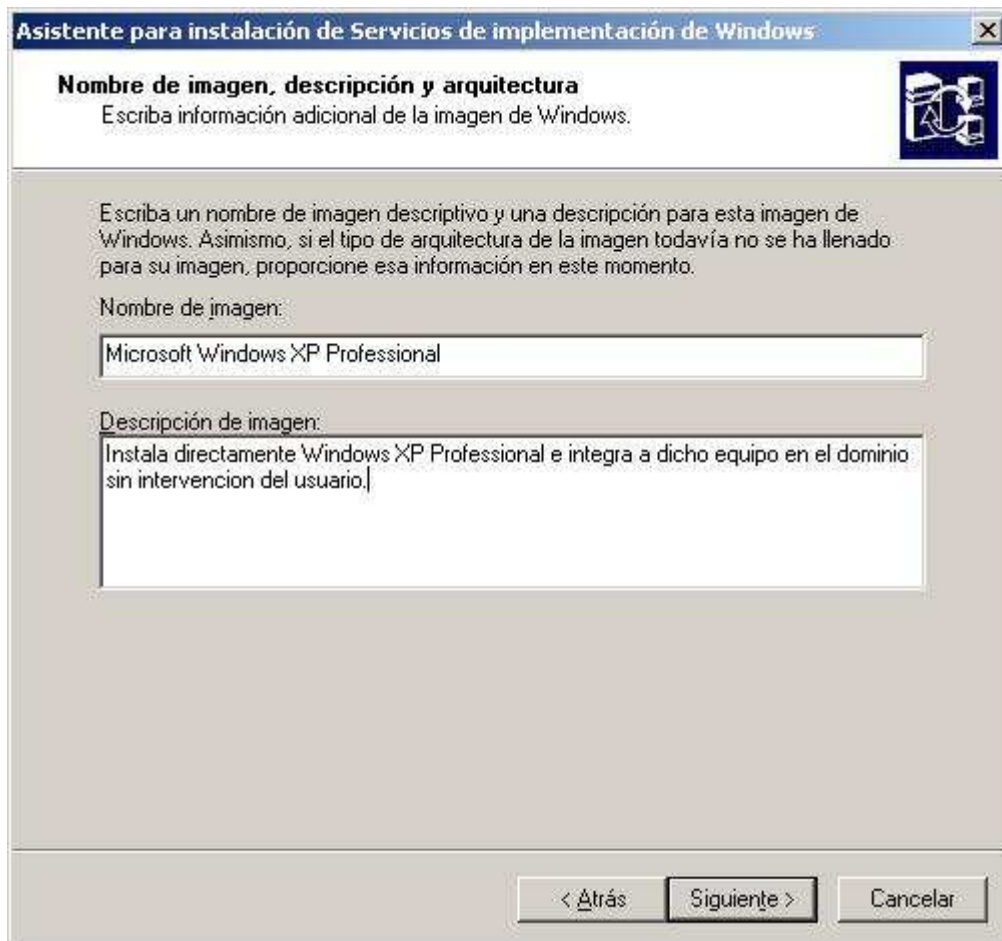 Asistente para instalación de Servicios de implementación de Windows
Nombre de imagen, descripción y arquitectura
Escriba información adicional de la imagen de Windows.
Escriba un nombre de imagen descriptivo y una descripción para esta imagen de
Windows. Asimismo, si el tipo de arquitectura de la imagen todavía no se ha llenado
para su imagen, proporcione esa información en este momento.
Nombre de imagen:
Microsoft Windows XP Professional
Descripción de imagen:
Instala directamente Windows XP Professional e integra a dicho equipo en el dominio
sin intervencion del usuario.
< Atrás
Siguiente >
Cancelar